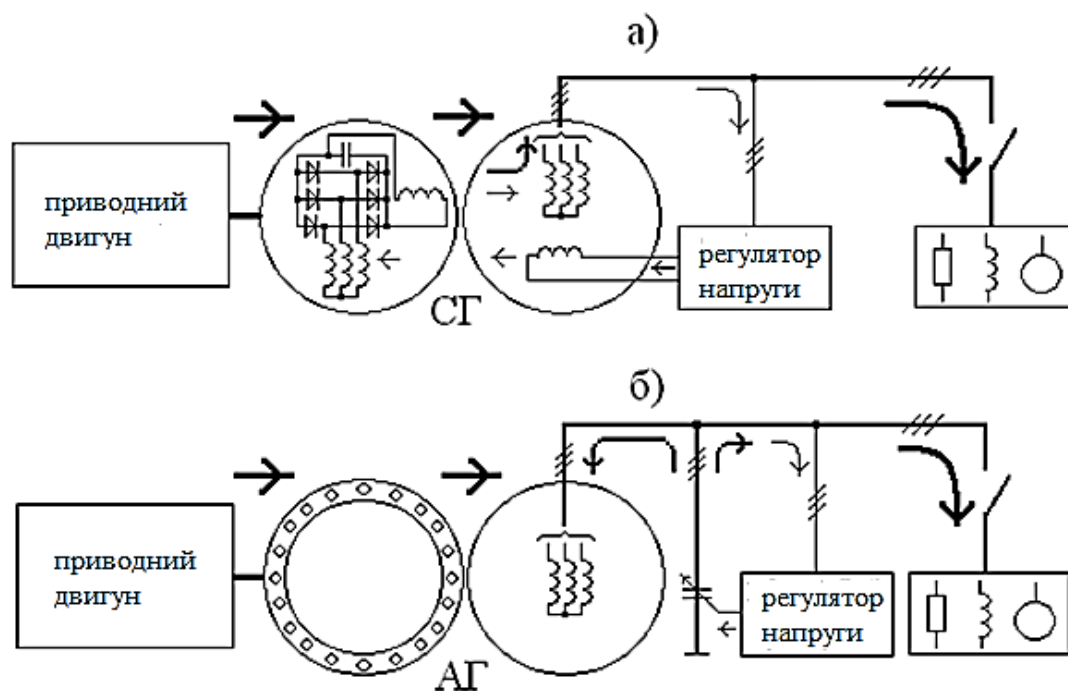 а)
приводний
двигун
регулятор
напруги
СГ
б)
приводний
двигун
регулятор
напруги
АГ